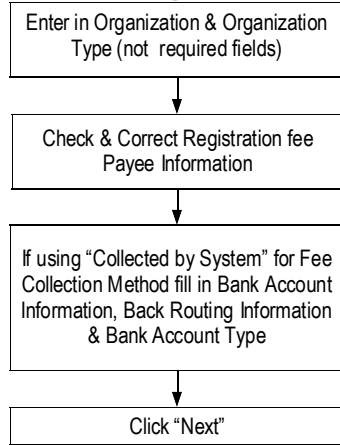 Enter in Organization & Organization
Type (not required fields)
Check & Correct Registration fee
Payee Information
If using “Collected by System” for Fee
Collection Method fill in Bank Account
Information, Back Routing Information
& Bank Account Type
Click “Next”